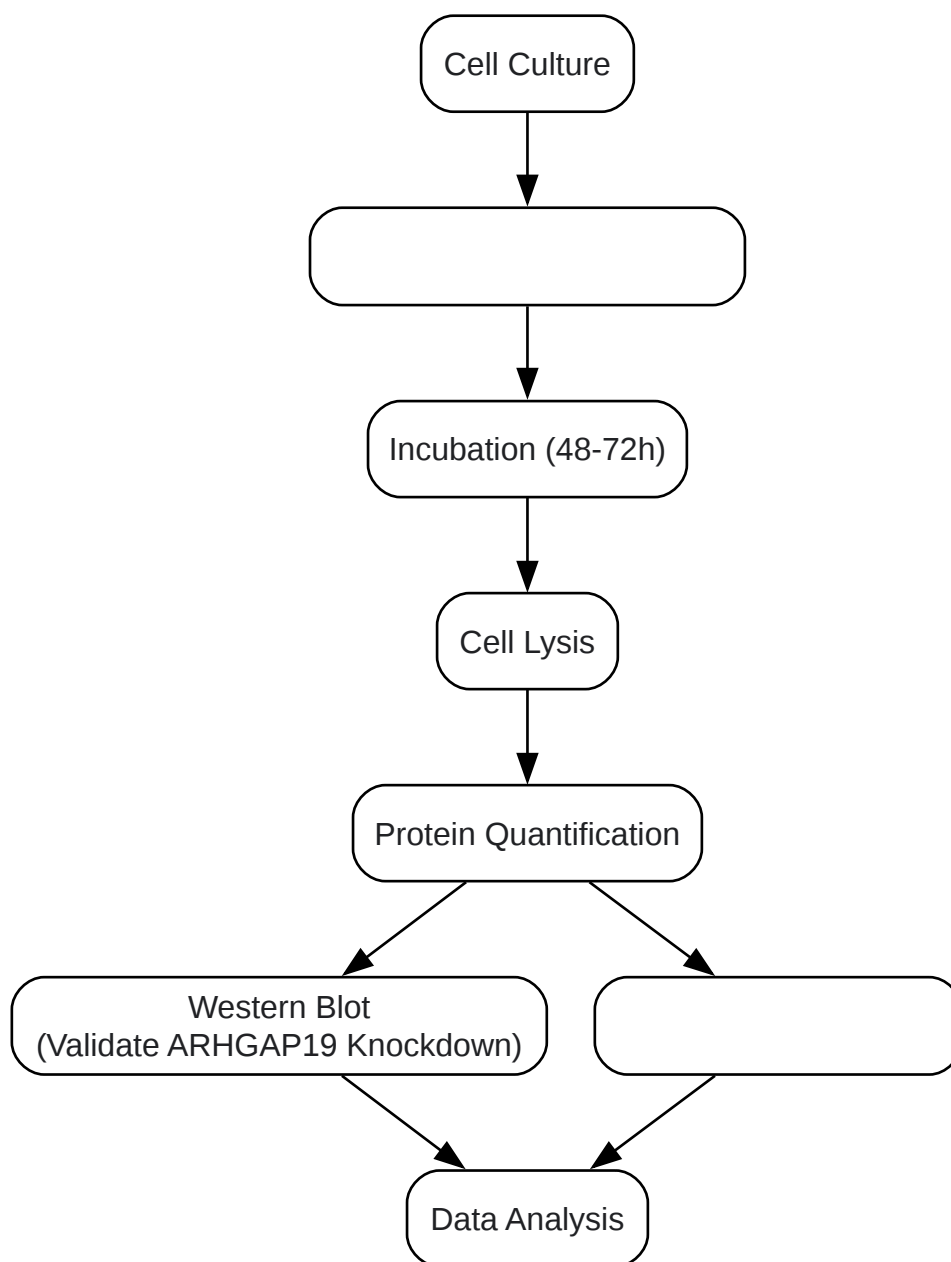 Cell Culture
Incubation (48-72h)
Cell Lysis
Protein Quantification
Western Blot
(Validate ARHGAP19 Knockdown)
Data Analysis